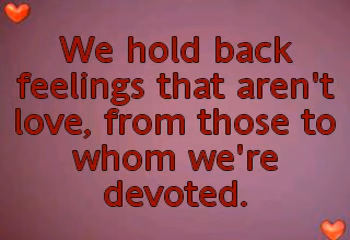 We hold back
feelings that aren't
love, from those to
whom we're
devoted.